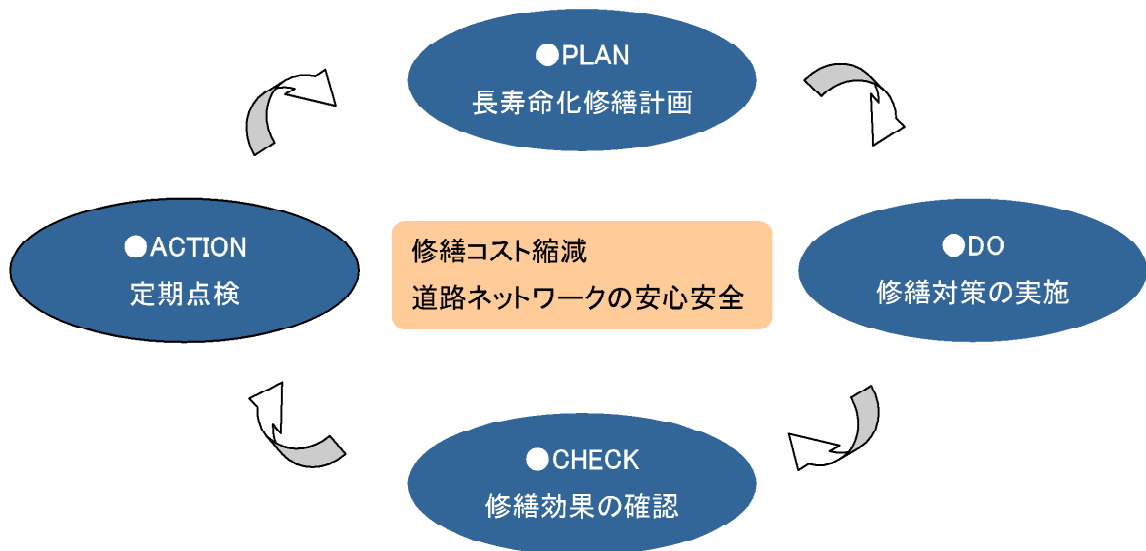 ●PLAN
長寿命化修繕計画
●ACTION
定期点検
修繕コスト縮減
道路ネットワークの安心安全
●DO
修繕対策の実施
●CHECK
修繕効果の確認